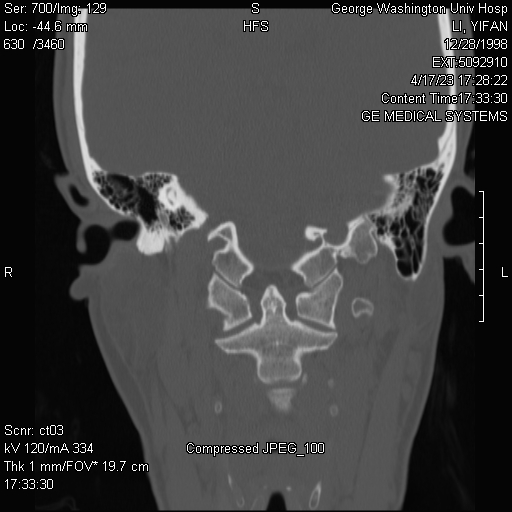 Ser: 700/Img: 129
Loc: -44.6 mm
630 /3460
S
HFS
George Washington Univ Hosp
LI, YIFAN
12/28/1998
EXT:5092910
4/17/23 17:28:22
Content Time17:33:30
GE MEDICAL SYSTEMS
R
L
Scnr: ct03
kV 120/mA 334
Thk 1 mm/FOV* 19.7 cm
17:33:30
Compressed JPEG_100